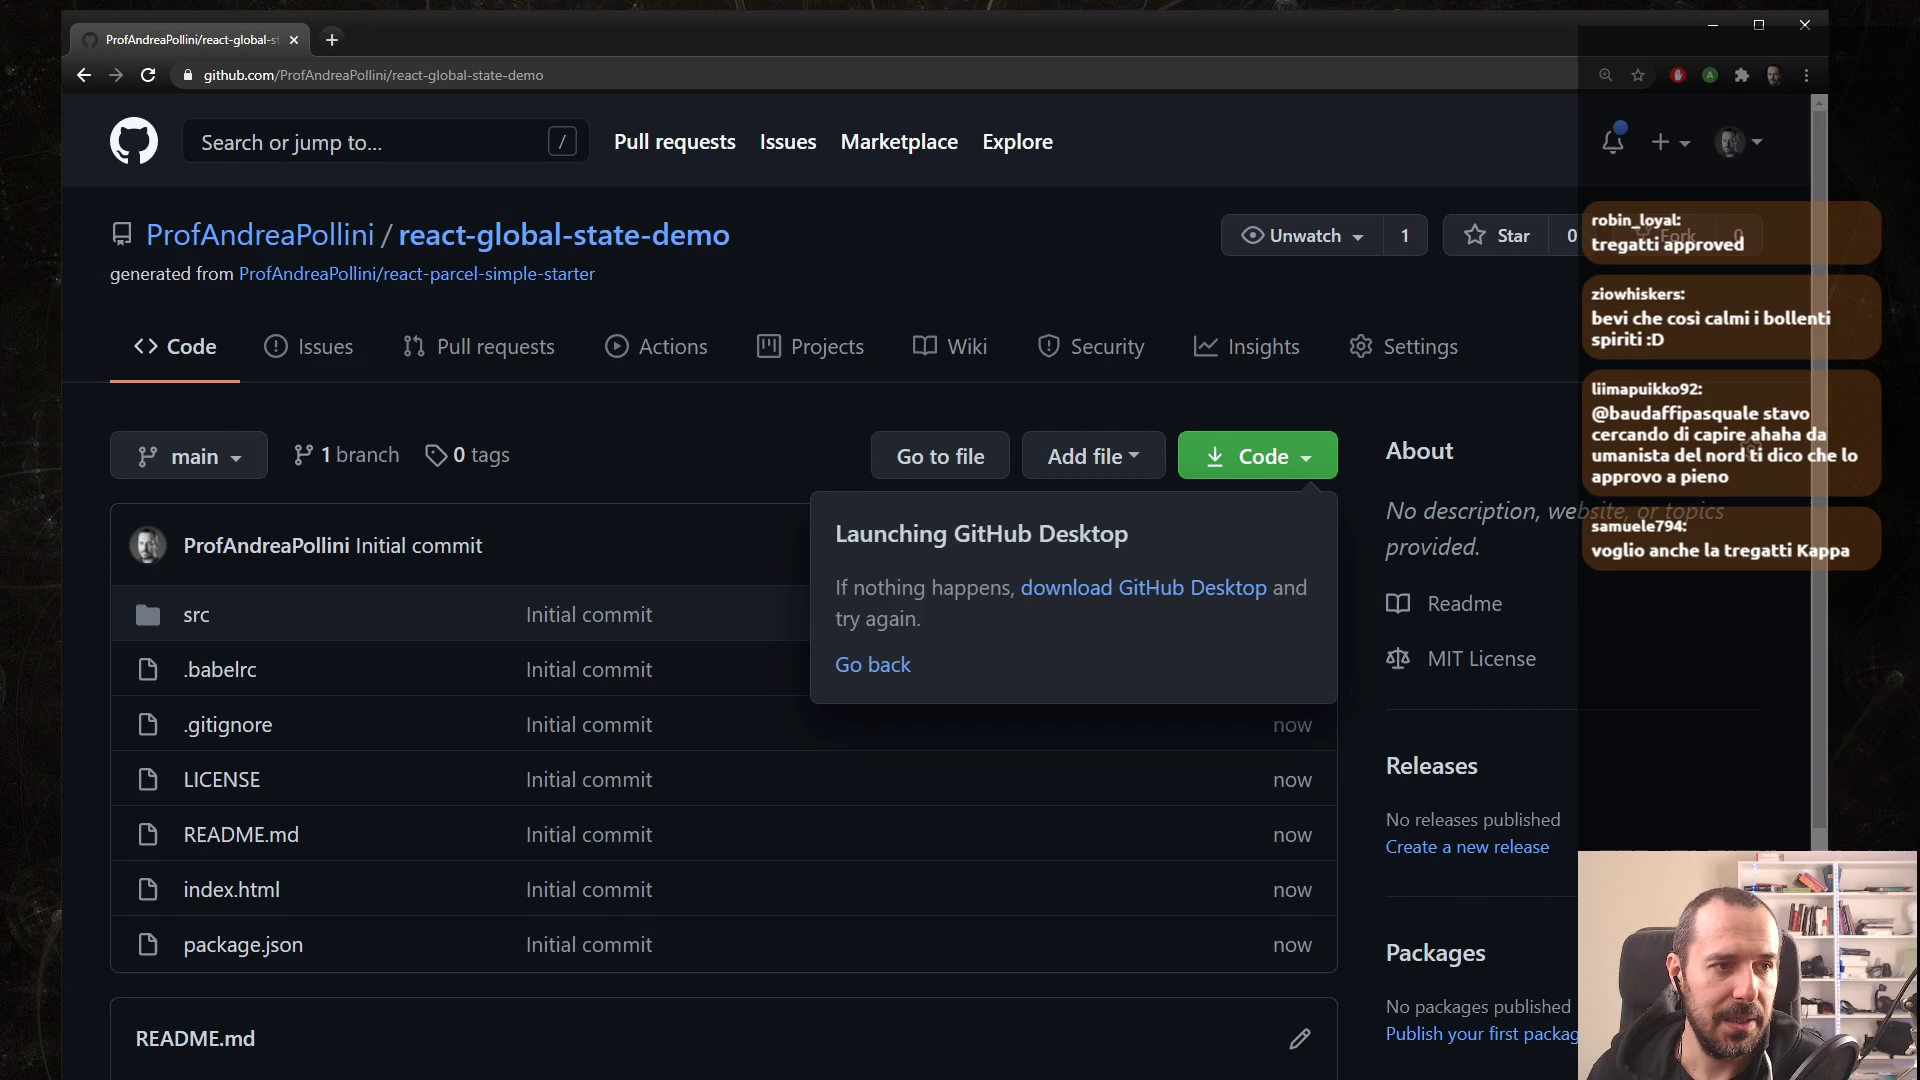 ProfAndreaPollini/react-global-st
github.com/ProfAndreaPollini/react-global-state-demo
Search or jump to...
/
Pull requests
Issues
Marketplace
Explore
ProfAndreaPollini / react-global-state-demo
generated from ProfAndreaPollini/react-parcel-simple-starter
Unwatch
1
Star
0
Fork
0
Code
Issues
Pull requests
Actions
Projects
Wiki
Security
Insights
Settings
main
1 branch
0 tags
Go to file
Add file
Code
ProfAndreaPollini Initial commit
src
Initial commit
.babelrc
Initial commit
.gitignore
Initial commit
now
LICENSE
Initial commit
now
README.md
Initial commit
now
index.html
Initial commit
now
package.json
Initial commit
now
README.md
Launching GitHub Desktop
If nothing happens, download GitHub Desktop and
try again.
Go back
About
No description, website, or topics
provided.
Readme
MIT License
Releases
No releases published
Create a new release
Packages
No packages published
Publish your first packag
robin_loyal:
tregatti approved
ziowhiskers:
bevi che così calmi i bollenti
spiriti :D
liimapuikko92:
@baudaffipasquale stavo
cercando di capire ahaha da
umanista del nord ti dico che lo
approvo a pieno
samuele794:
voglio anche la tregatti Kappa
A